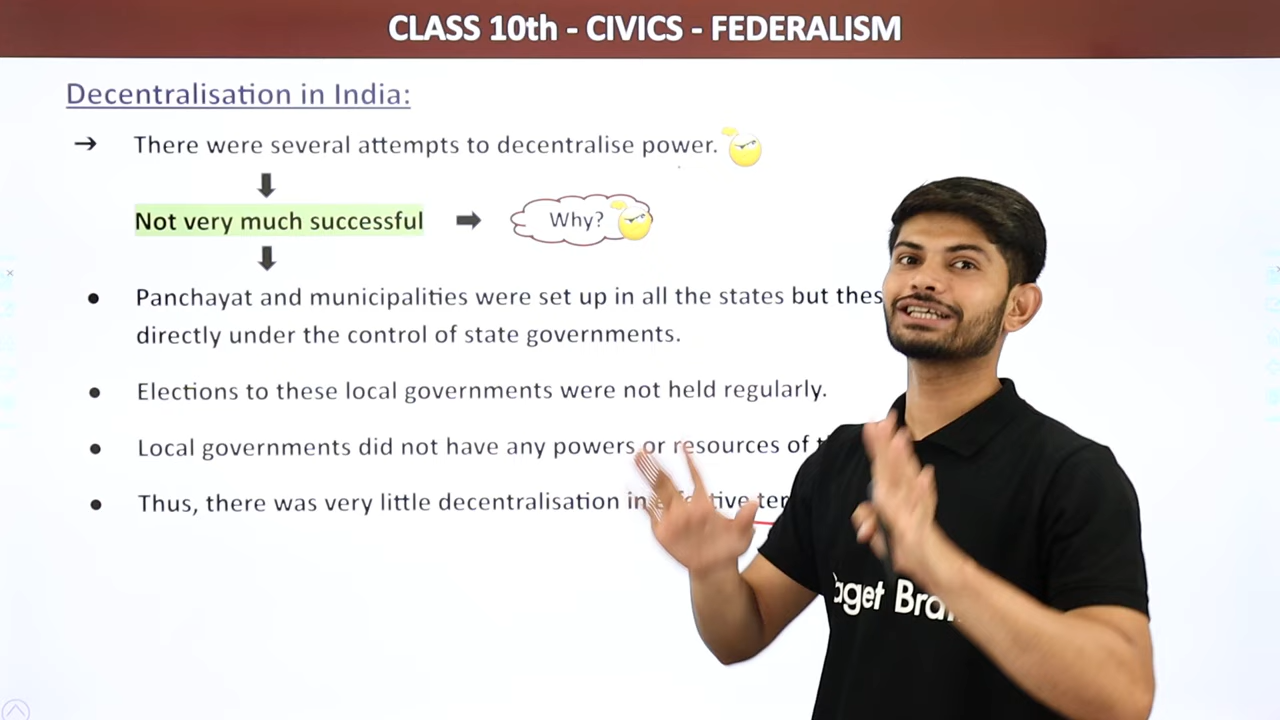 CLASS 10th - CIVICS - FEDERALISM
Decentralisation in India:
➔ There were several attempts to decentralise power.
Not very much successful
Why?
● Panchayat and municipalities were set up in all the states but
directly under the control of state governments.
● Elections to these local governments were not held regularly.
● Local governments did not have any powers or resources of
● Thus, there was very little decentralisation in